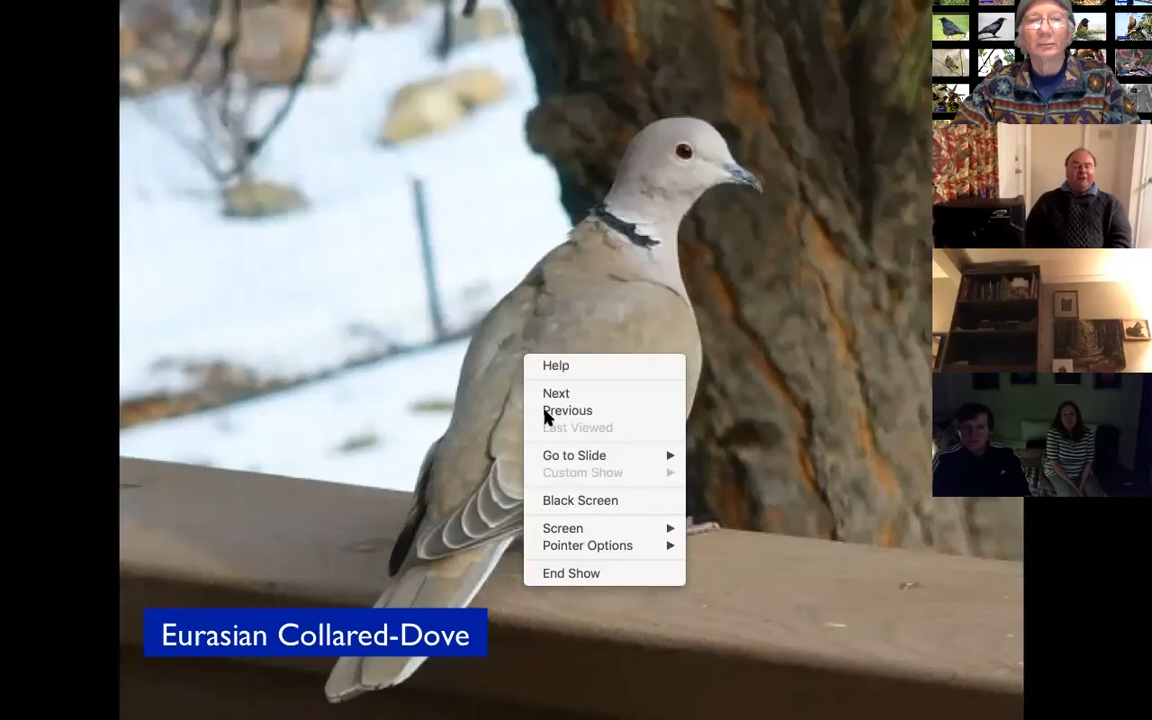 Help
Next
Previous
Last Viewed
Go to Slide
Custom Show
Black Screen
Screen
Pointer Options
End Show
Eurasian Collared-Dove